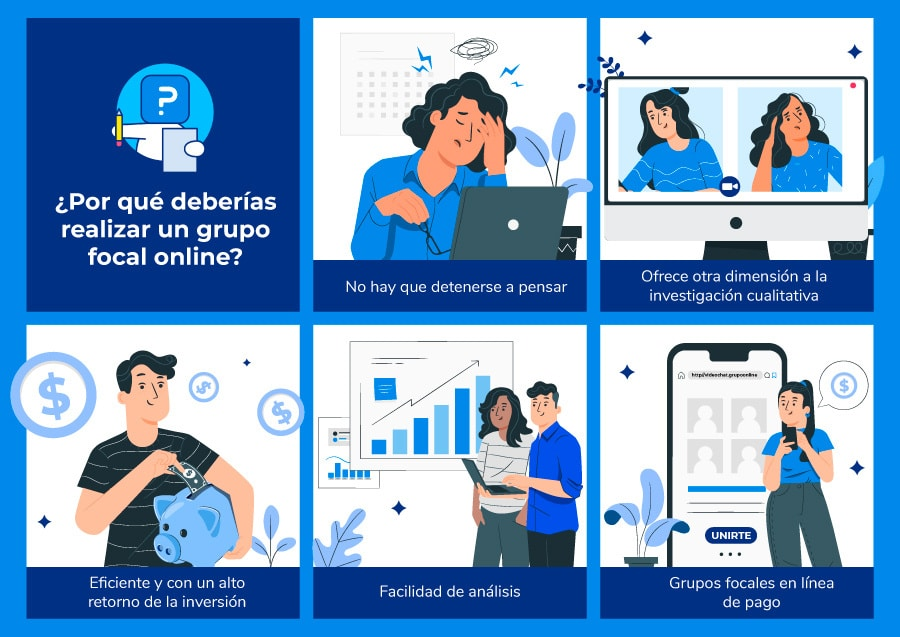 ?
¿Por qué deberías
realizar un grupo
focal online?
No hay que detenerse a pensar
Ofrece otra dimensión a la
investigación cualitativa
$
$
$
$
Eficiente y con un alto
retorno de la inversión
Facilidad de análisis
http://videochat.grupoonline
$
UNIRTE
Grupos focales en línea
de pago